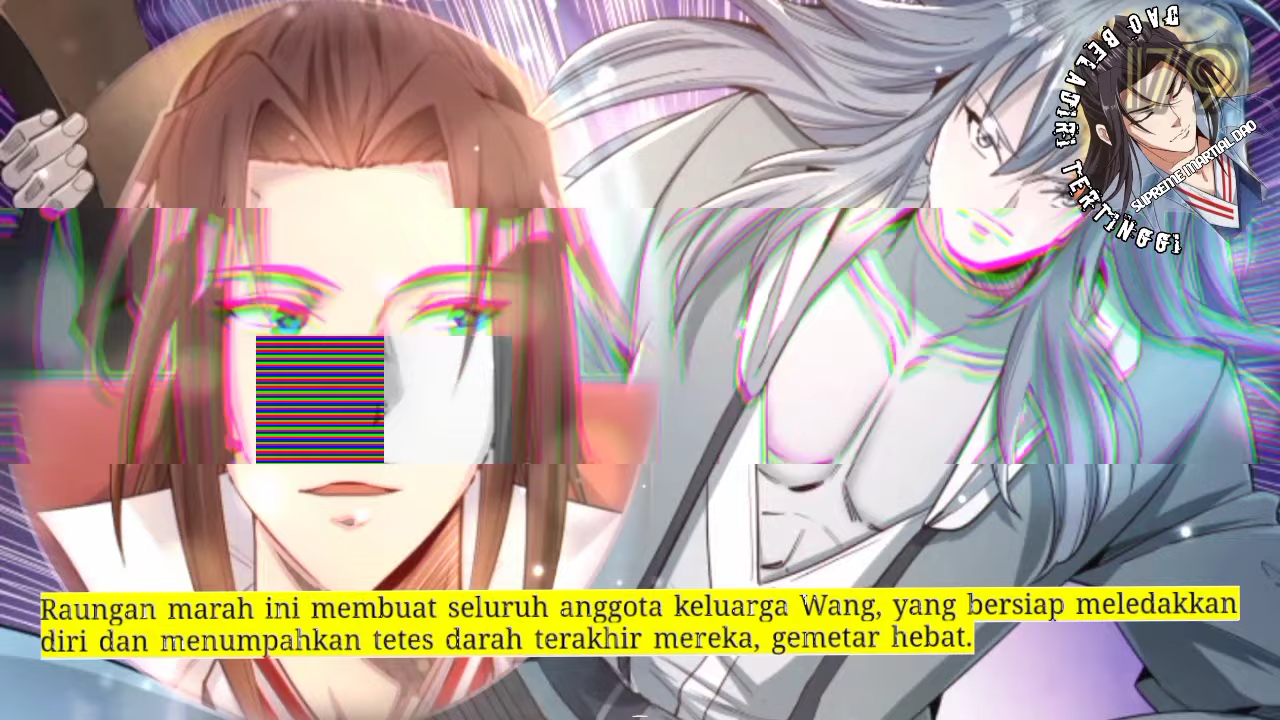 DAO BELADIRI TERTINGGI
179
SUPREME MARTIAL DAO
Raungan marah ini membuat seluruh anggota keluarga Wang, yang bersiap meledakkan
diri dan menumpahkan tetes darah terakhir mereka, gemetar hebat.